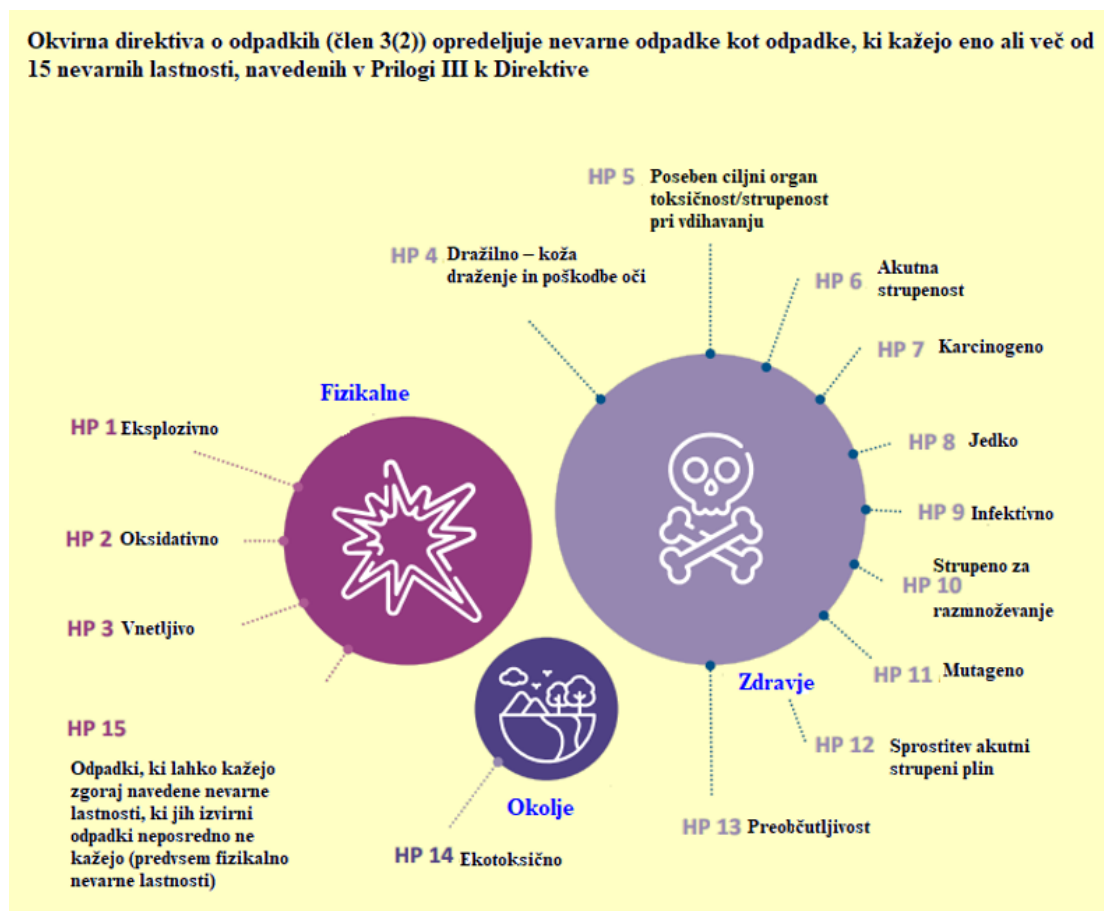 Okvirna direktiva o odpadkih (člen 3(2)) opredeljuje nevarne odpadke kot odpadke, ki kažejo eno ali več od
15 nevarnih lastnosti, navedenih v Prilogi III k Direktive
HP 5 Poseben ciljni organ
toksičnost/strupenost
pri vdihavanju
HP 4 Dražilno – koža
draženje in poškodbe oči
HP 6 Akutna
strupenost
HP 7 Karcinogeno
Fizikalne
HP 1 Eksplozivno
HP 8 Jedko
HP 9 Infektivno
HP 2 Oksidativno
Strupeno za
HP 10
razmnoževanje
HP 3 Vnetljivo
HP 11 Mutageno
Zdravje
HP 15
HP 12 Sprostitev akutni
strupeni plin
Odpadki, ki lahko kažejo
zgoraj navedene nevarne
lastnosti, ki jih izvirni
odpadki neposredno ne
kažejo (predvsem fizikalno
nevarne lastnosti)
Okolje
HP 13 Preobčutljivost
HP 14 Ekotoksično